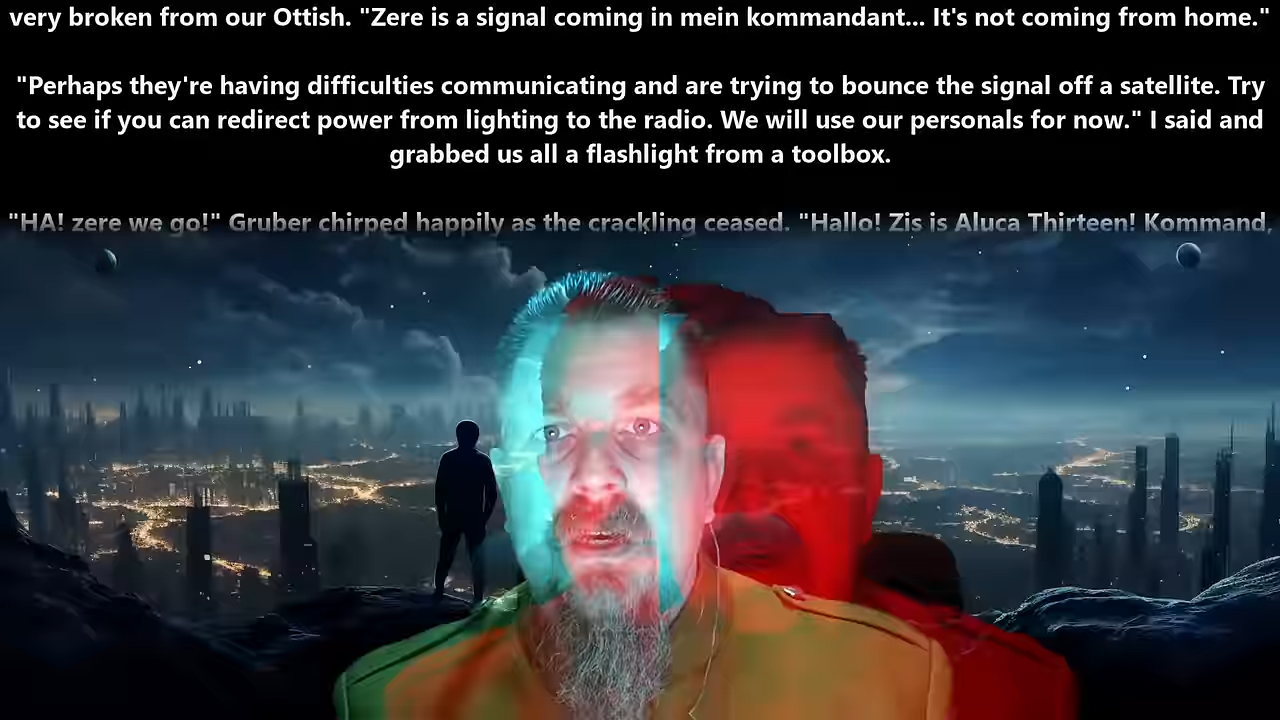 very broken from our Ottish. "Zere is a signal coming in mein kommandant... It's not coming from home."
"Perhaps they're having difficulties communicating and are trying to bounce the signal off a satellite. Try
to see if you can redirect power from lighting to the radio. We will use our personals for now." I said and
grabbed us all a flashlight from a toolbox.
"HA! zere we go!" Gruber chirped happily as the crackling ceased. "Hallo! Zis is Aluca Thirteen! Kommand,